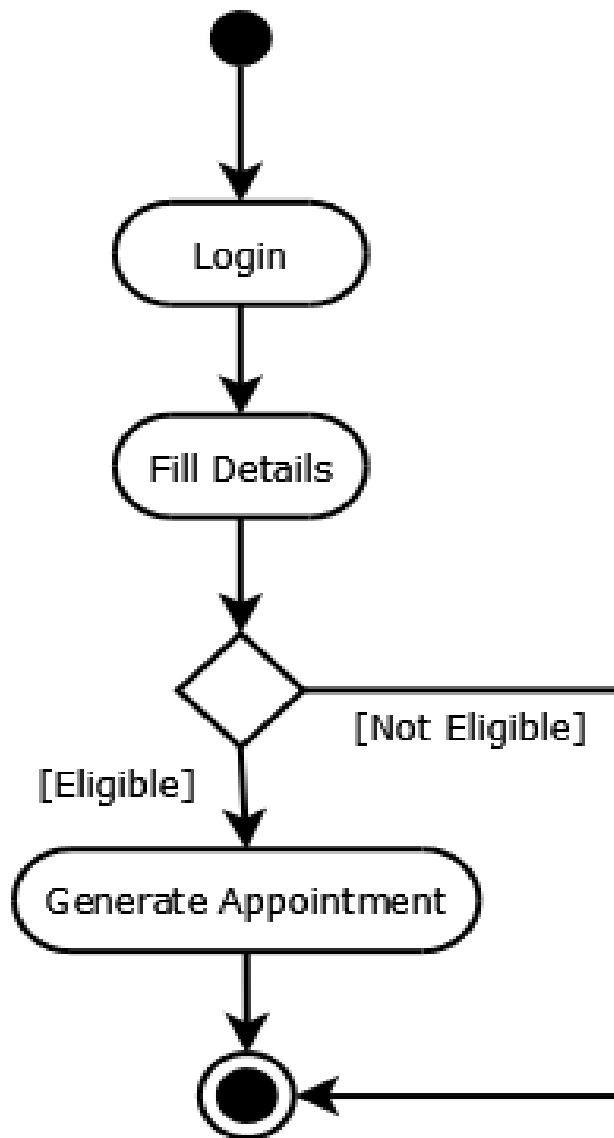 Login
Fill Details
[Not Eligible]
[Eligible]
Generate Appointment